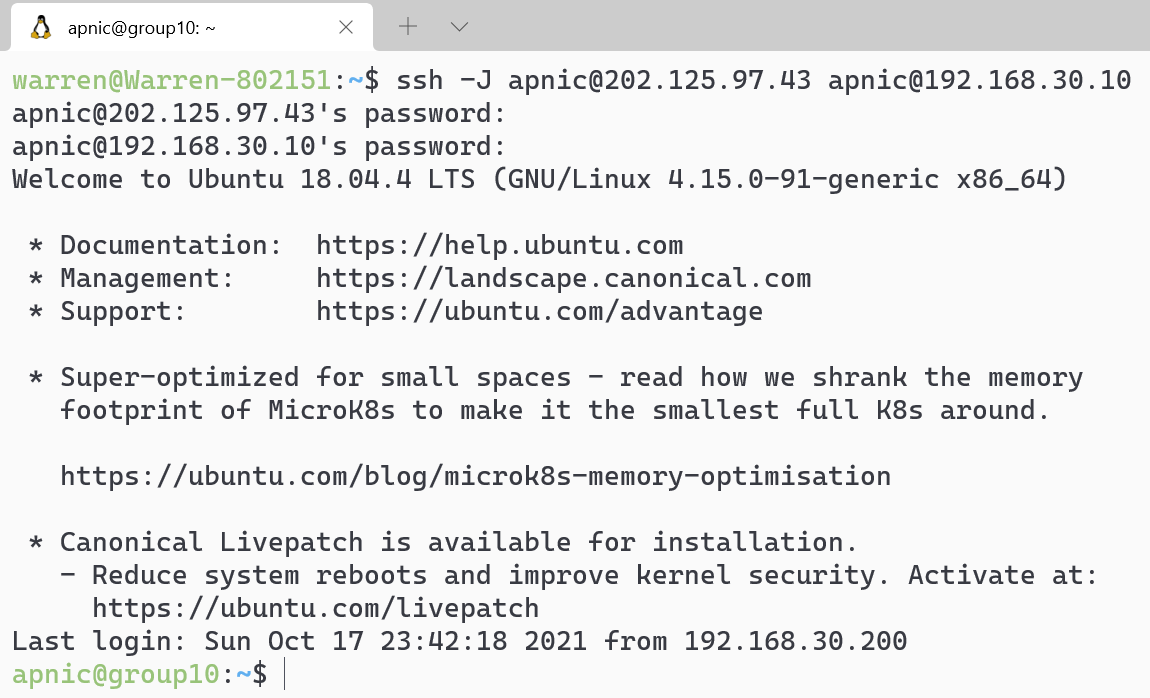 apnic@group10: ~
warren@Warren-802151:~$ ssh -J apnic@202.125.97.43 apnic@192.168.30.10
apnic@202.125.97.43's password:
apnic@192.168.30.10's password:
Welcome to Ubuntu 18.04.4 LTS (GNU/Linux 4.15.0-91-generic x86_64)
* Documentation:  https://help.ubuntu.com
* Management:     https://landscape.canonical.com
* Support:        https://ubuntu.com/advantage
* Super-optimized for small spaces - read how we shrank the memory
footprint of MicroK8s to make it the smallest full K8s around.
https://ubuntu.com/blog/microk8s-memory-optimisation
* Canonical Livepatch is available for installation.
- Reduce system reboots and improve kernel security. Activate at:
https://ubuntu.com/livepatch
Last login: Sun Oct 17 23:42:18 2021 from 192.168.30.200
apnic@group10:~$